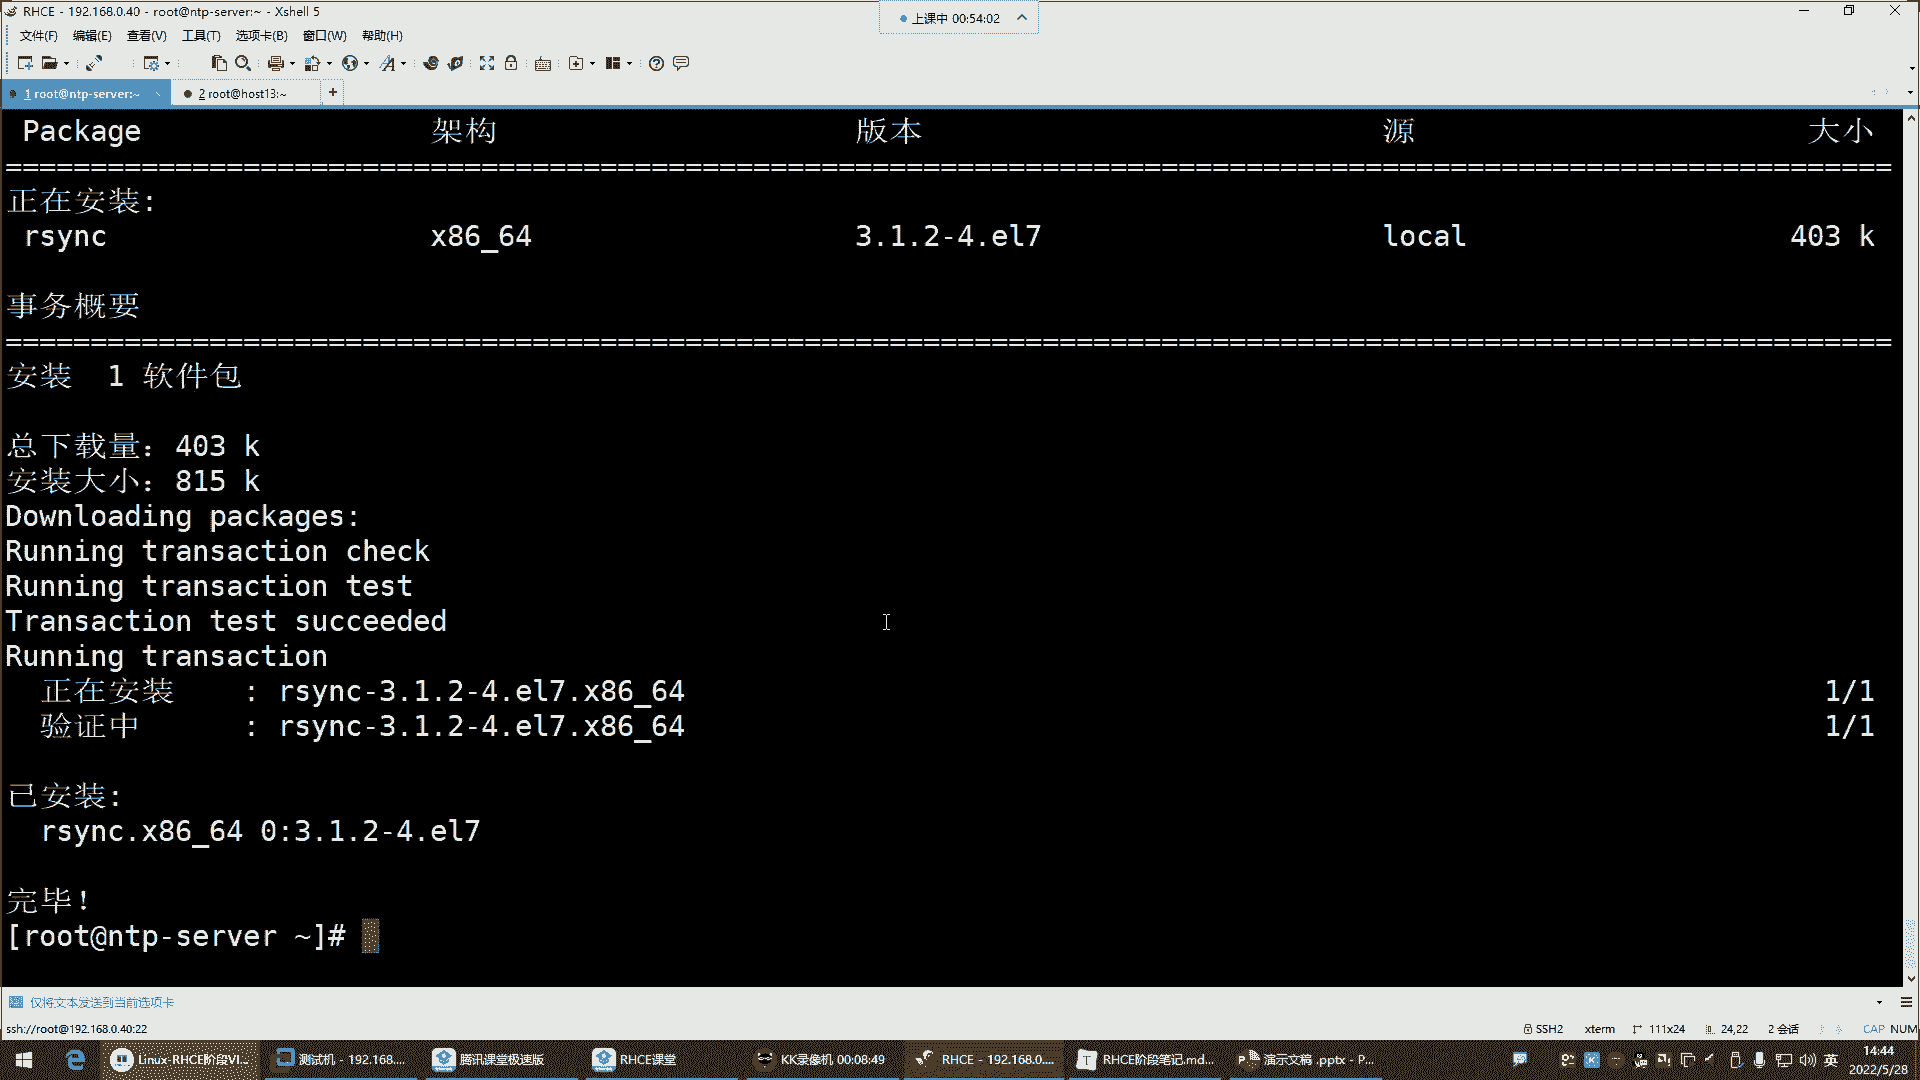 RHCE - 192.168.0.40 - root@ntp-server:~ - Xshell 5
上课中 00:54:02
文件(F) 编辑(E) 查看(V) 工具(T) 选项卡(B) 窗口(W) 帮助(H)
1 root@ntp-server:~ 2 root@host13:~ +
Package 架构 版本 源 大小
================================================================================================================
正在安装:
rsync x86_64 3.1.2-4.el7 local 403 k
事务概要
================================================================================================================
安装 1 软件包
总下载量：403 k
安装大小：815 k
Downloading packages:
Running transaction check
Running transaction test
Transaction test succeeded
Running transaction
正在安装 : rsync-3.1.2-4.el7.x86_64 1/1
验证中 : rsync-3.1.2-4.el7.x86_64 1/1
已安装:
rsync.x86_64 0:3.1.2-4.el7
完毕！
[root@ntp-server ~]#
仅将文本发送到当前选项卡
ssh://root@192.168.0.40:22 SSH2 xterm 111x24 24,22 2 会话 CAP NUM
Linux-RHCE阶段VI... 测试机 - 192.168.... 腾讯课堂极速版 RHCE课堂 KK录像机 00:08:49 RHCE - 192.168.0.... RHCE阶段笔记.md... 演示文稿 .pptx - P... 英 14:44
2022/5/28